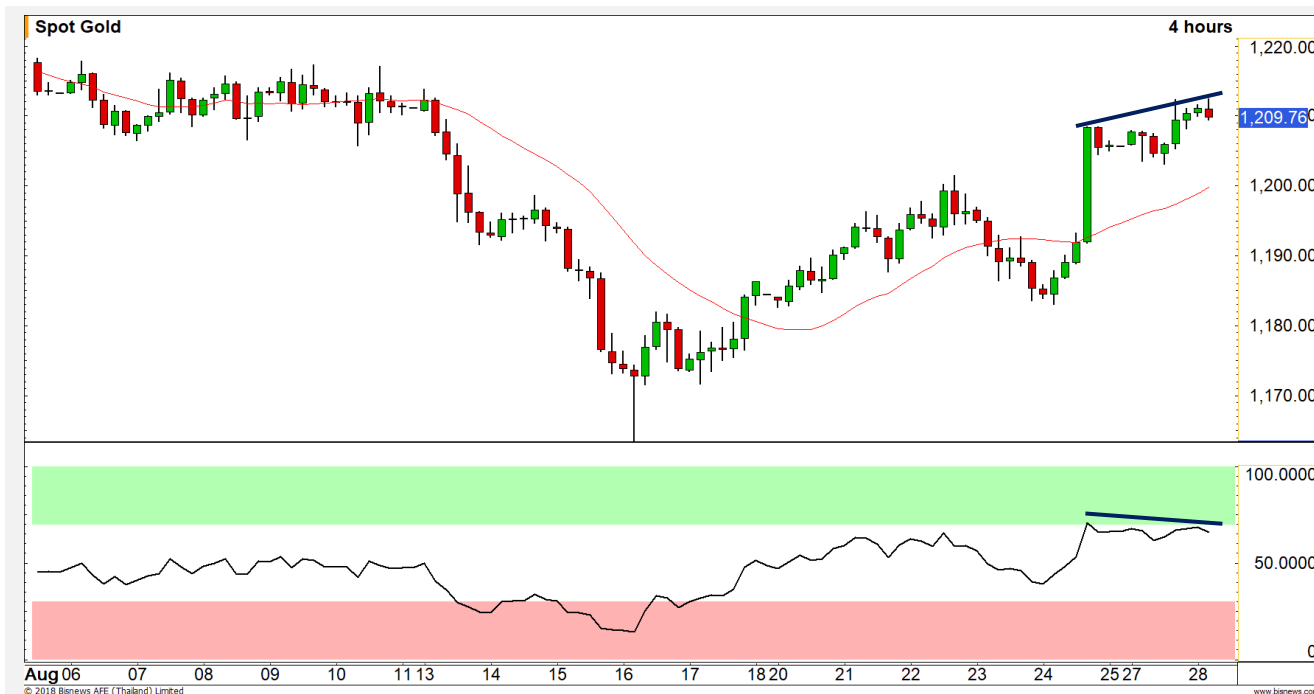 Spot Gold
4 hours
1,220.00
1,209.76
1,200.00
1,190.00
1,180.00
1,170.00
100.0000
50.0000
0
Aug 06 07 08 09 10 11 13 14 15 16 17 18 20 21 22 23 24 25 27 28
© 2018 Bisnews AFE (Thailand) Limited
www.bisnews.co